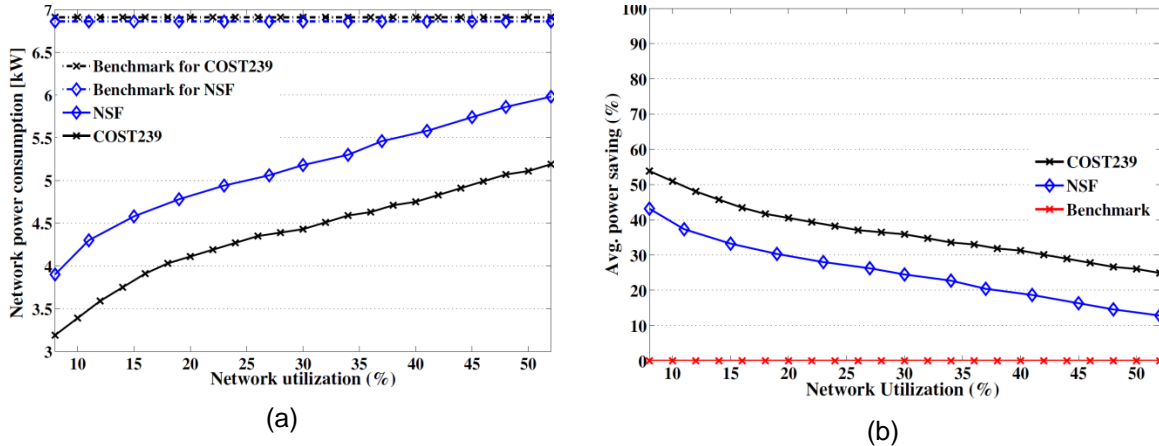 7
6.5
6
5.5
5
4.5
4
3.5
3
Network power consumption [kW]
Benchmark for COST239
Benchmark for NSF
NSF
COST239
10 15 20 25 30 35 40 45 50
Network utilization (%)
(a)
100
90
80
70
60
50
40
30
20
10
0
Avg. power saving (%)
COST239
NSF
Benchmark
10 15 20 25 30 35 40 45 50
Network Utilization (%)
(b)